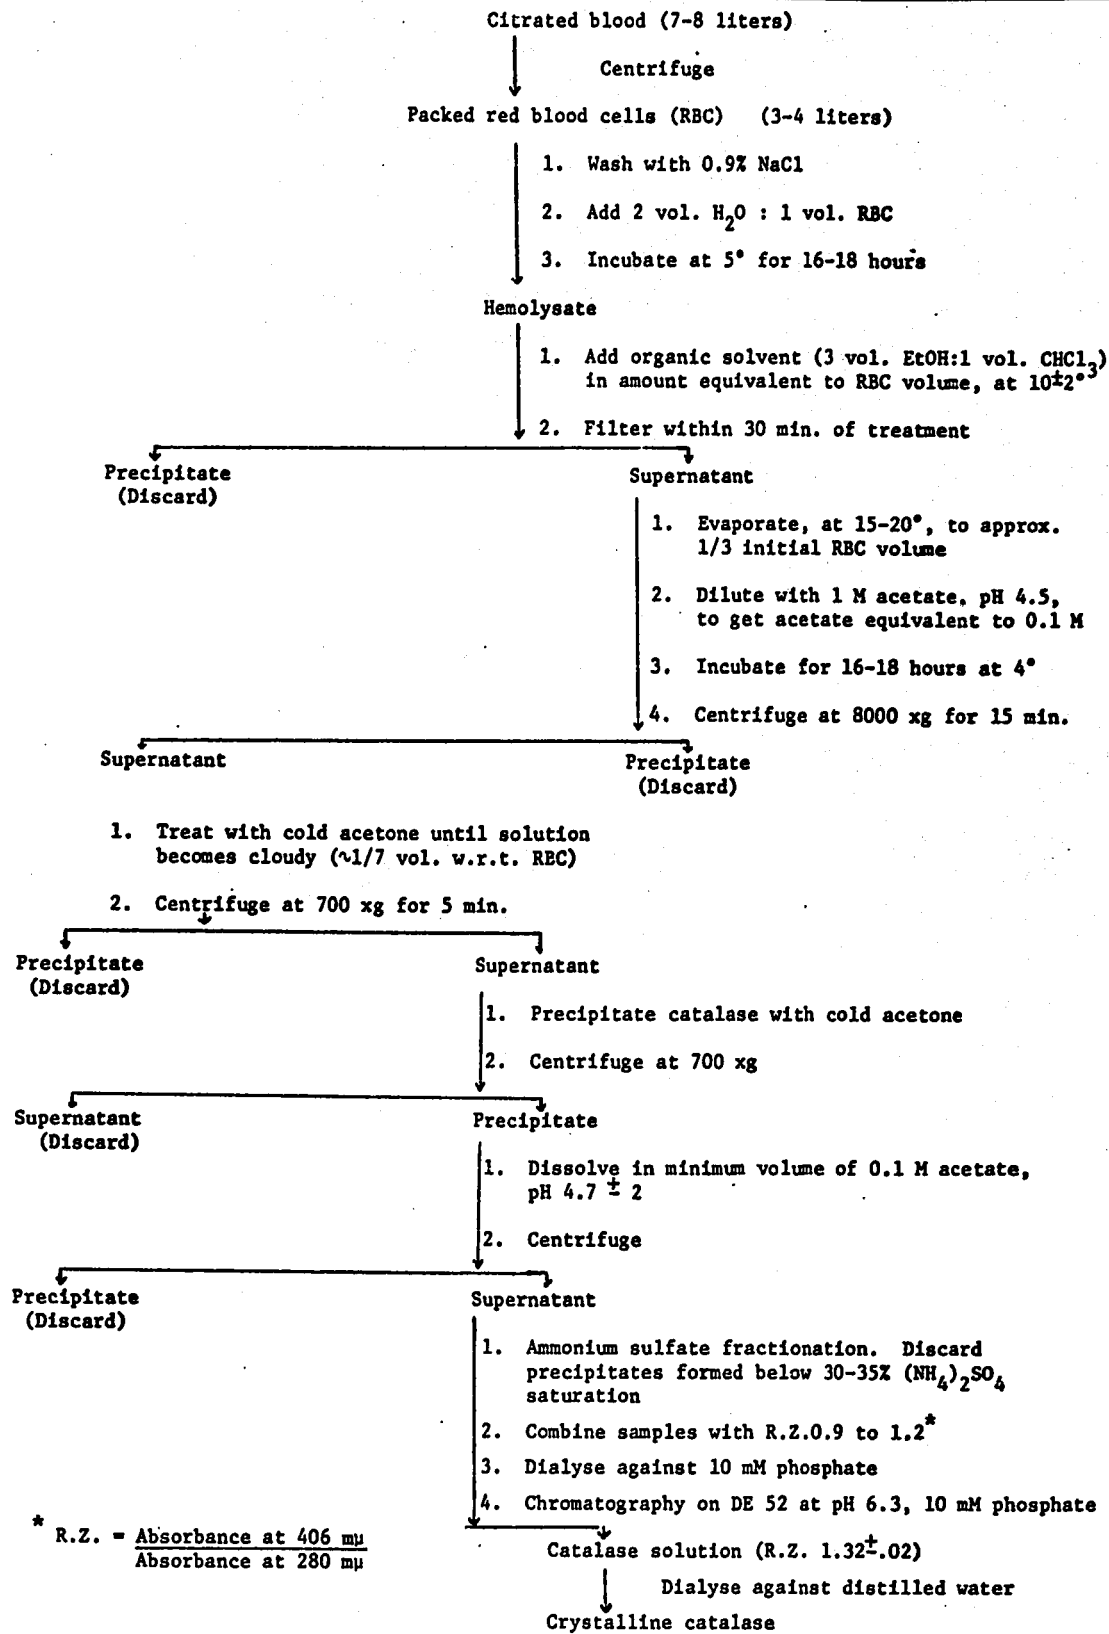 Citrated blood (7-8 liters)
Centrifuge
Packed red blood cells (RBC) (3-4 liters)
1. Wash with 0.9% NaCl
2. Add 2 vol. H2O : 1 vol. RBC
3. Incubate at 5° for 16-18 hours
Hemolysate
1. Add organic solvent (3 vol. EtOH:1 vol. CHCl3)
in amount equivalent to RBC volume, at 10±2°
2. Filter within 30 min. of treatment
Precipitate
(Discard)
Supernatant
1. Evaporate, at 15-20°, to approx.
1/3 initial RBC volume
2. Dilute with 1 M acetate, pH 4.5,
to get acetate equivalent to 0.1 M
3. Incubate for 16-18 hours at 4°
4. Centrifuge at 8000 xg for 15 min.
Supernatant
Precipitate
(Discard)
1. Treat with cold acetone until solution
becomes cloudy (~1/7 vol. w.r.t. RBC)
2. Centrifuge at 700 xg for 5 min.
Precipitate
(Discard)
Supernatant
1. Precipitate catalase with cold acetone
2. Centrifuge at 700 xg
Supernatant
(Discard)
Precipitate
1. Dissolve in minimum volume of 0.1 M acetate,
pH 4.7 ± 2
2. Centrifuge
Precipitate
(Discard)
Supernatant
1. Ammonium sulfate fractionation. Discard
precipitates formed below 30-35% (NH4)2SO4
saturation
2. Combine samples with R.Z.0.9 to 1.2*
3. Dialyse against 10 mM phosphate
4. Chromatography on DE 52 at pH 6.3, 10 mM phosphate
* R.Z. = Absorbance at 406 mμ
Absorbance at 280 mμ
Catalase solution (R.Z. 1.32±.02)
Dialyse against distilled water
Crystalline catalase